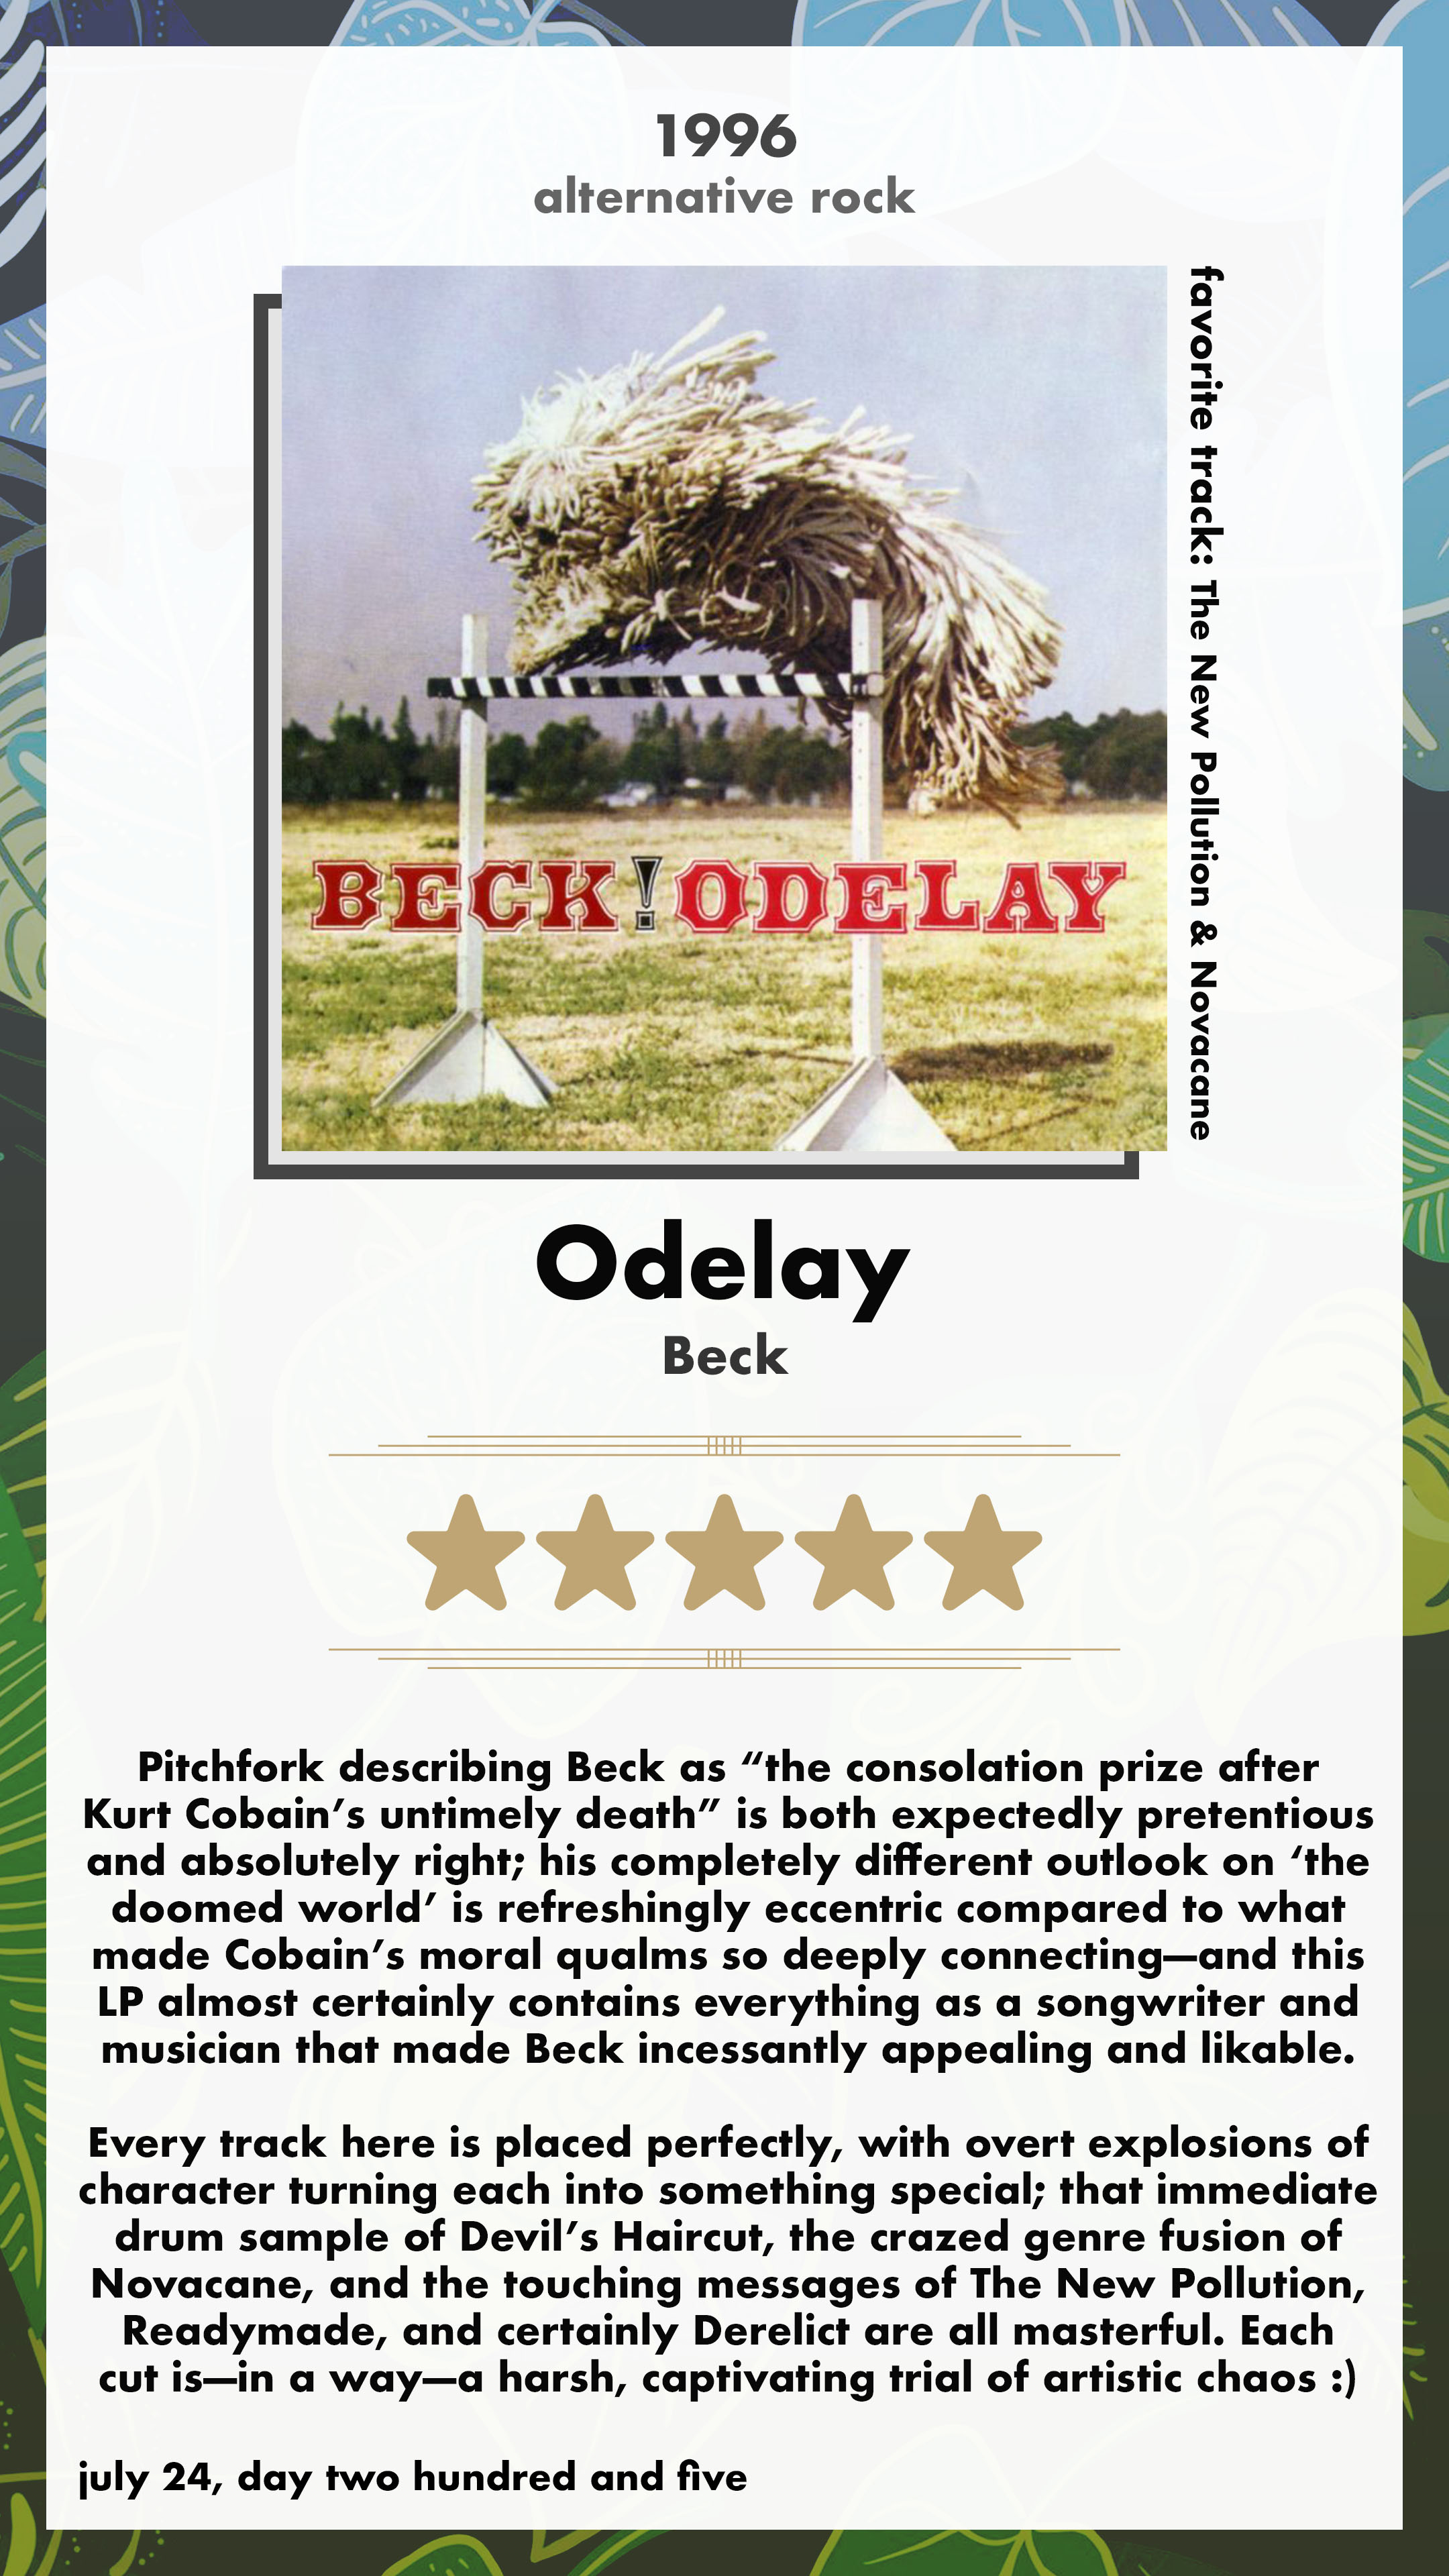 1996
alternative rock
favorite track: The New Pollution & Novacane
BECK!ODELAY
Odelay
Beck
Pitchfork describing Beck as “the consolation prize after
Kurt Cobain’s untimely death” is both expectedly pretentious
and absolutely right; his completely different outlook on ‘the
doomed world’ is refreshingly eccentric compared to what
made Cobain’s moral qualms so deeply connecting—and this
LP almost certainly contains everything as a songwriter and
musician that made Beck incessantly appealing and likable.
Every track here is placed perfectly, with overt explosions of
character turning each into something special; that immediate
drum sample of Devil’s Haircut, the crazed genre fusion of
Novacane, and the touching messages of The New Pollution,
Readymade, and certainly Derelict are all masterful. Each
cut is—in a way—a harsh, captivating trial of artistic chaos :)
july 24, day two hundred and five